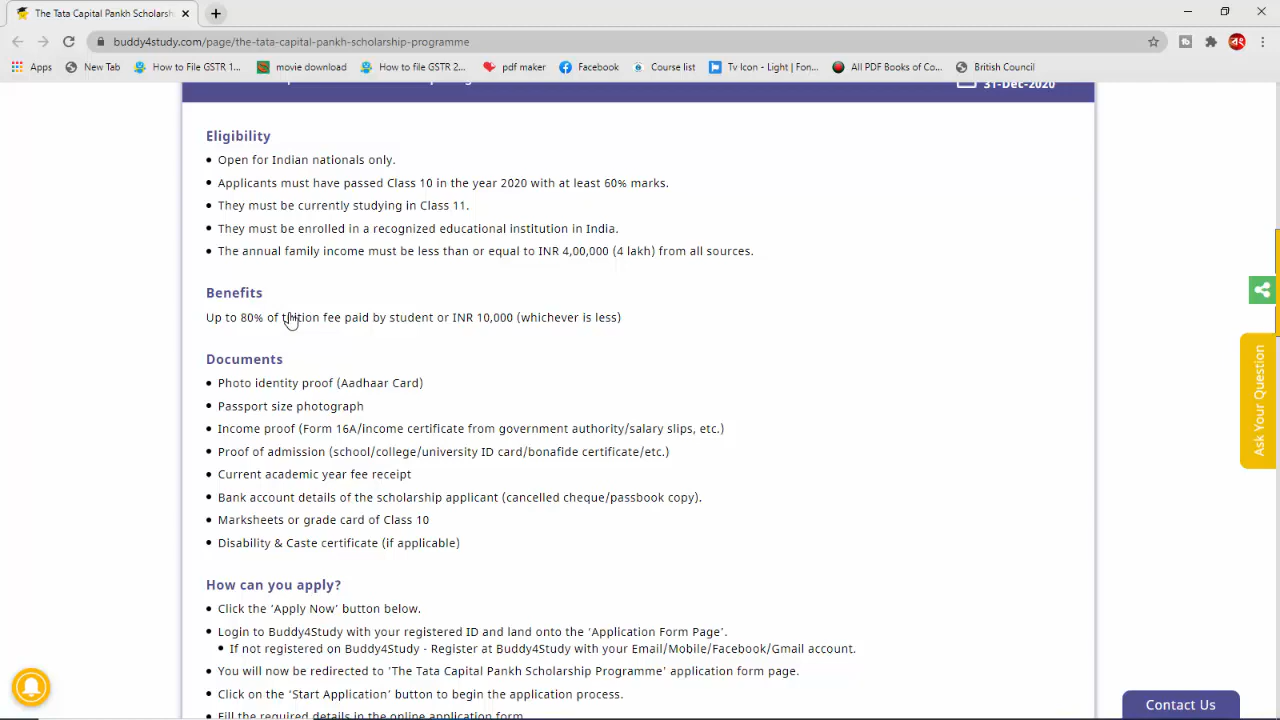 The Tata Capital Pankh Scholarsh
buddy4study.com/page/the-tata-capital-pankh-scholarship-programme
Apps New Tab How to File GSTR 1... movie download How to file GSTR 2... pdf maker Facebook Course list Tv Icon - Light | Fon... All PDF Books of Co... British Council
31-Dec-2020
Eligibility
• Open for Indian nationals only.
• Applicants must have passed Class 10 in the year 2020 with at least 60% marks.
• They must be currently studying in Class 11.
• They must be enrolled in a recognized educational institution in India.
• The annual family income must be less than or equal to INR 4,00,000 (4 lakh) from all sources.
Benefits
Up to 80% of tuition fee paid by student or INR 10,000 (whichever is less)
Documents
• Photo identity proof (Aadhaar Card)
• Passport size photograph
• Income proof (Form 16A/income certificate from government authority/salary slips, etc.)
• Proof of admission (school/college/university ID card/bonafide certificate/etc.)
• Current academic year fee receipt
• Bank account details of the scholarship applicant (cancelled cheque/passbook copy).
• Marksheets or grade card of Class 10
• Disability & Caste certificate (if applicable)
How can you apply?
• Click the 'Apply Now' button below.
• Login to Buddy4Study with your registered ID and land onto the 'Application Form Page'.
• If not registered on Buddy4Study - Register at Buddy4Study with your Email/Mobile/Facebook/Gmail account.
• You will now be redirected to 'The Tata Capital Pankh Scholarship Programme' application form page.
• Click on the 'Start Application' button to begin the application process.
• Fill the required details in the online application form.
Ask Your Question
Contact Us